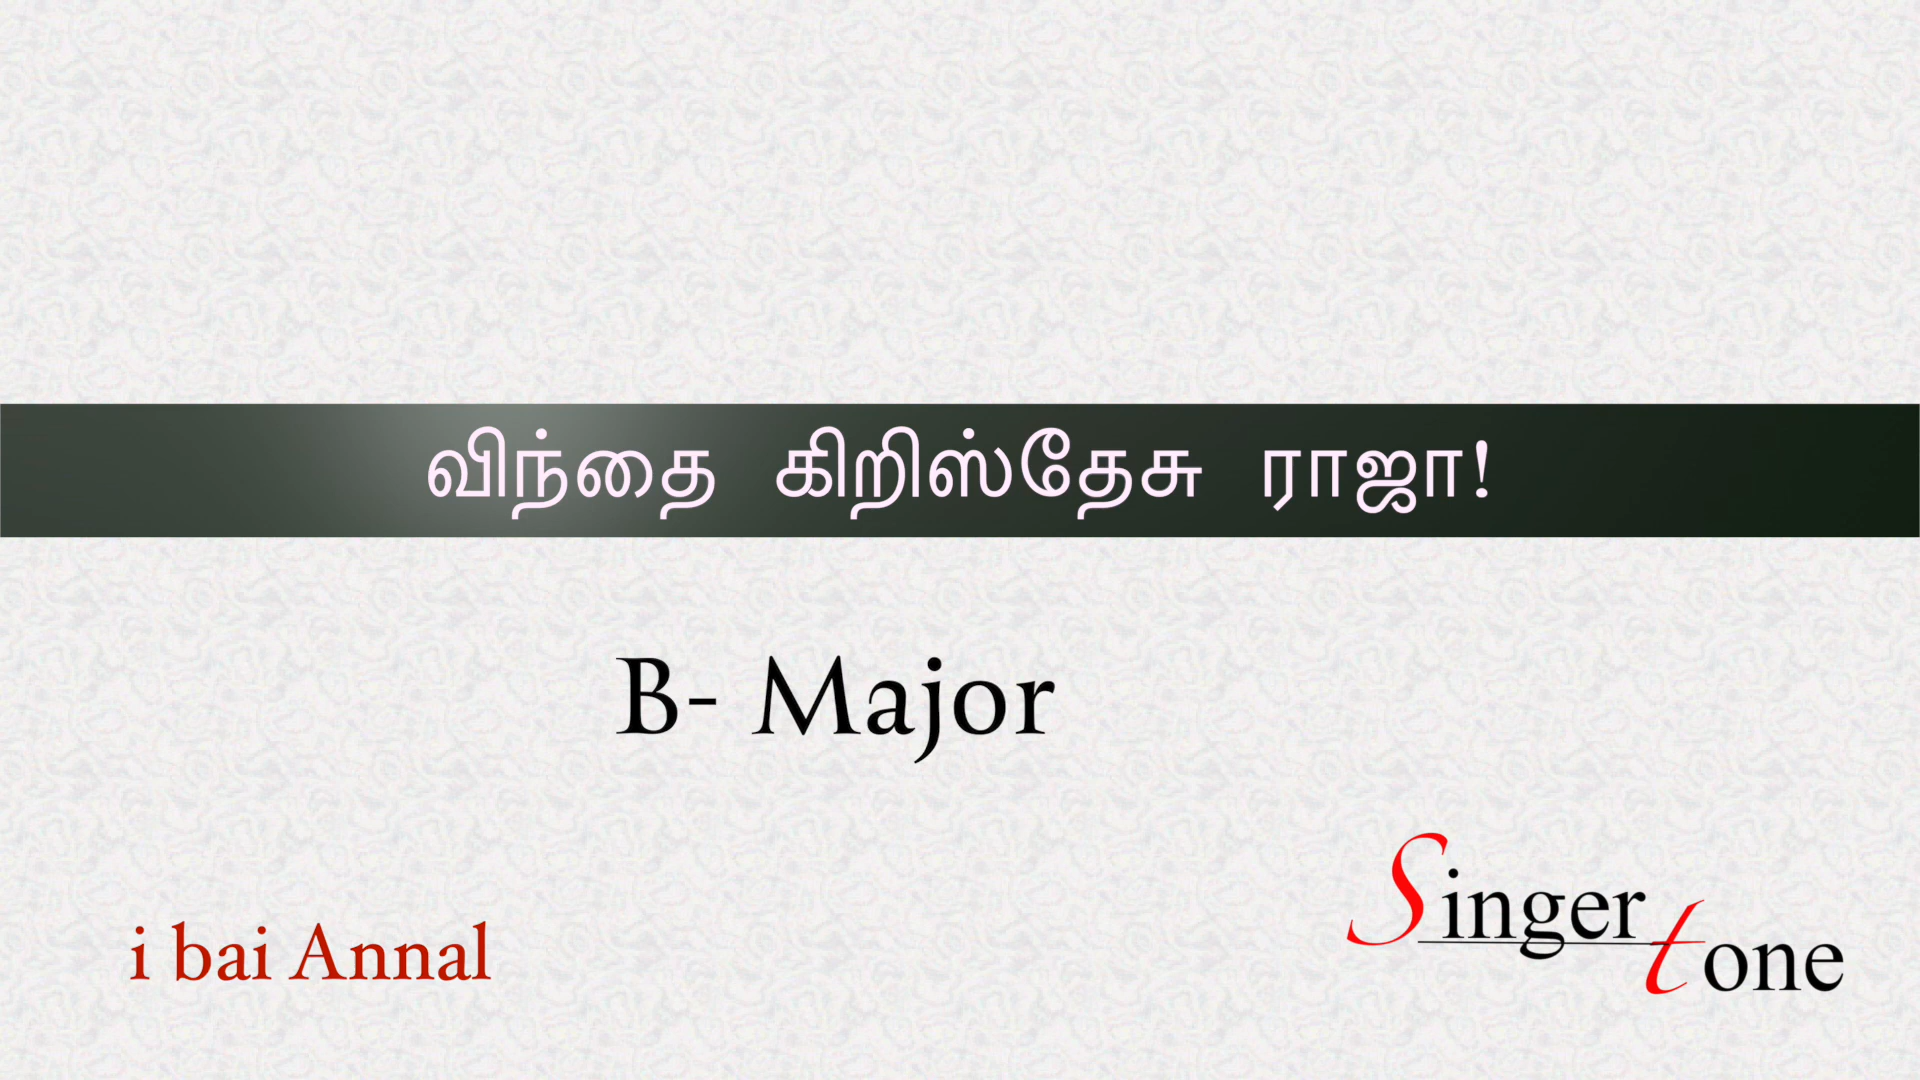 விந்தை கிறிஸ்தேசு ராஜா!
B- Major
i bai Annal
Singer tone